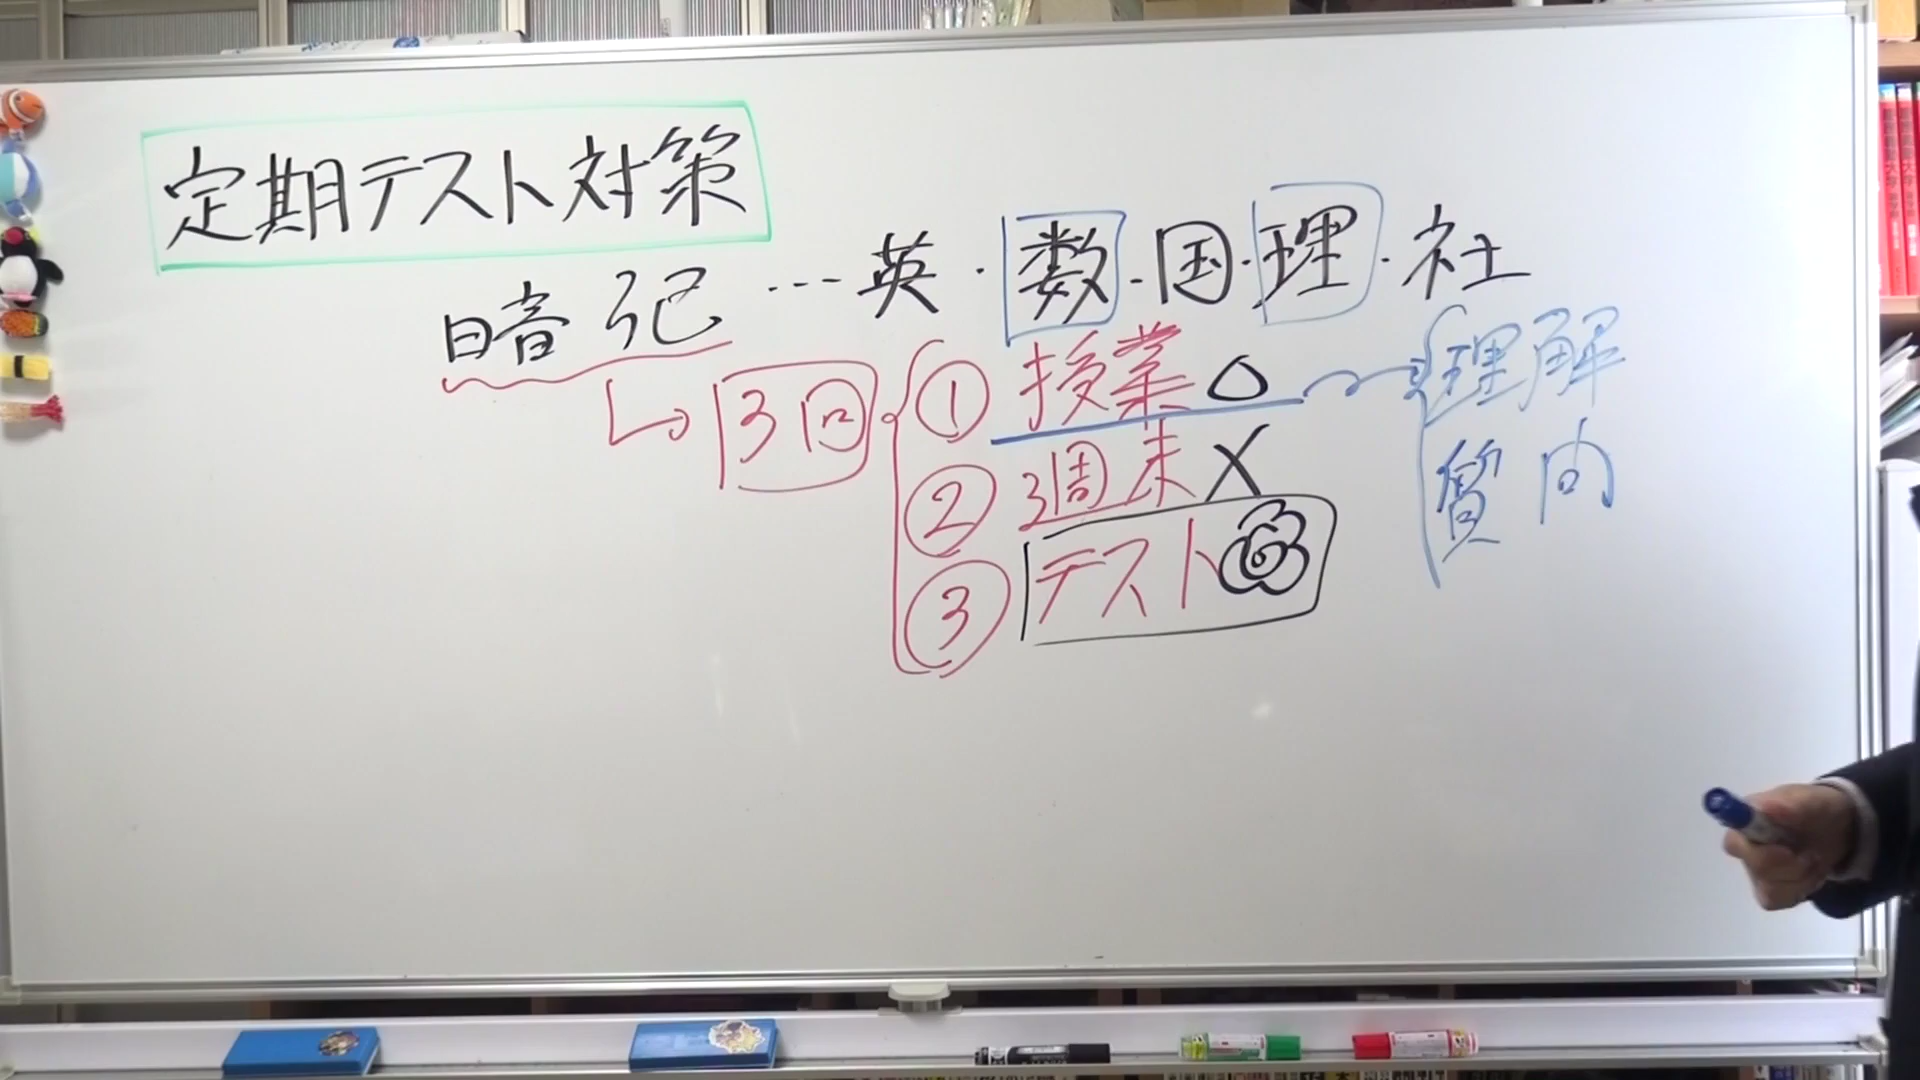 定期テスト対策
暗記…英・数・国・理・社
3回
① 授業 ○
② 週末 ×
③ テスト
理解
質問